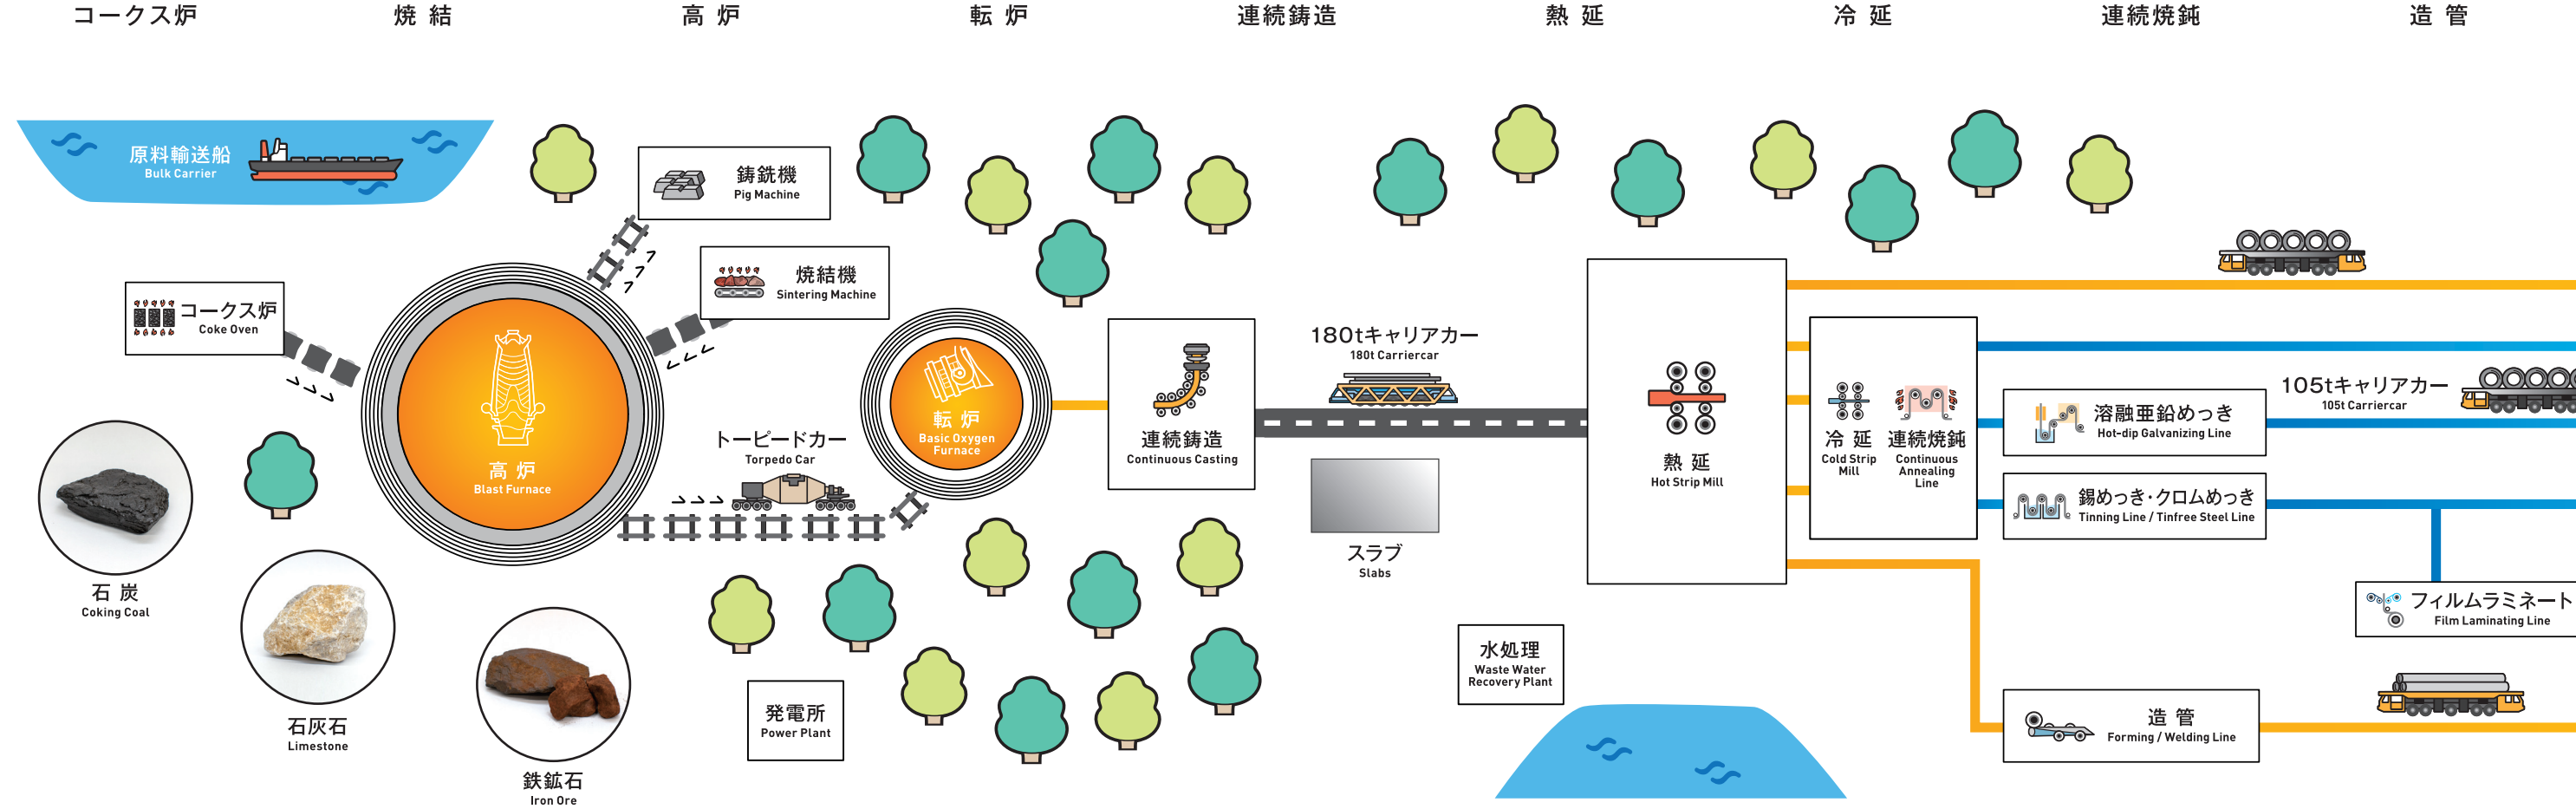 コークス炉
焼 結
高 炉
転 炉
連続鋳造
熱 延
冷 延
連続焼鈍
造 管
原料輸送船
Bulk Carrier
鋳銑機
Pig Machine
焼結機
Sintering Machine
コークス炉
Coke Oven
高 炉
Blast Furnace
石 炭
Coking Coal
石灰石
Limestone
鉄鉱石
Iron Ore
トーピードカー
Torpedo Car
転 炉
Basic Oxygen
Furnace
連続鋳造
Continuous Casting
発電所
Power Plant
180tキャリアカー
180t Carriercar
スラブ
Slabs
熱 延
Hot Strip Mill
水処理
Waste Water
Recovery Plant
冷 延
Cold Strip
Mill
連続焼鈍
Continuous
Annealing
Line
105tキャリアカー
105t Carriercar
溶融亜鉛めっき
Hot-dip Galvanizing Line
錫めっき・クロムめっき
Tinning Line / Tinfree Steel Line
フィルムラミネート
Film Laminating Line
造 管
Forming / Welding Line